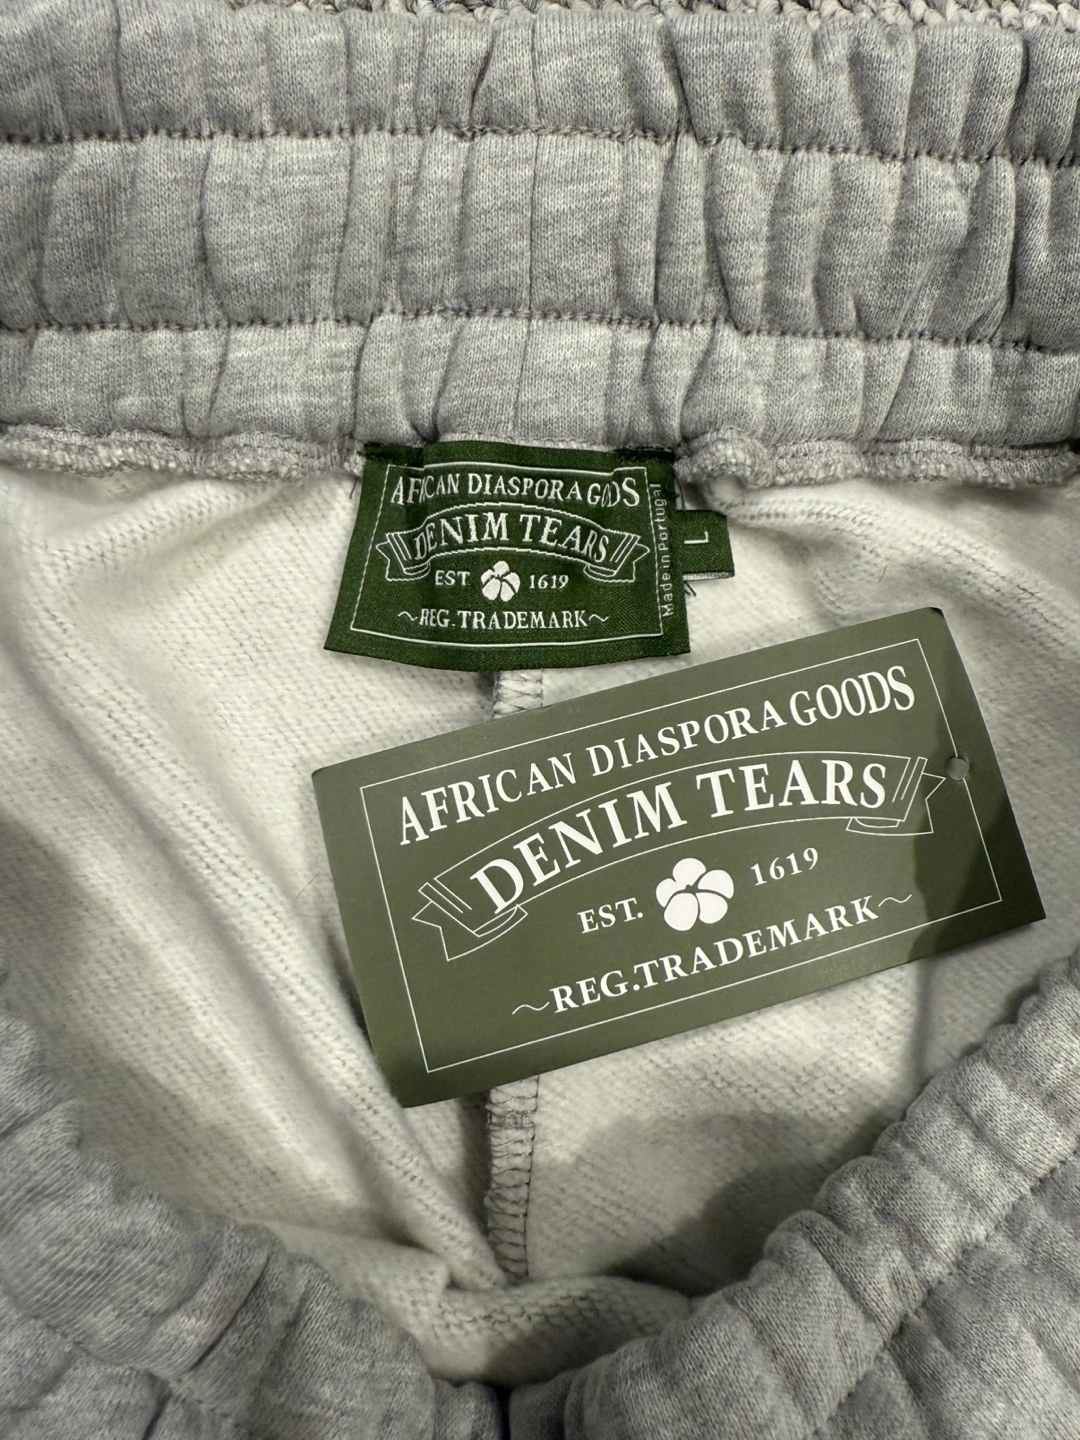 AFRICAN DIASPORA GOODS
DENIM TEARS
EST. 1619
~REG.TRADEMARK~
Made in Portugal
L
AFRICAN DIASPORA GOODS
DENIM TEARS
EST. 1619
~REG.TRADEMARK~